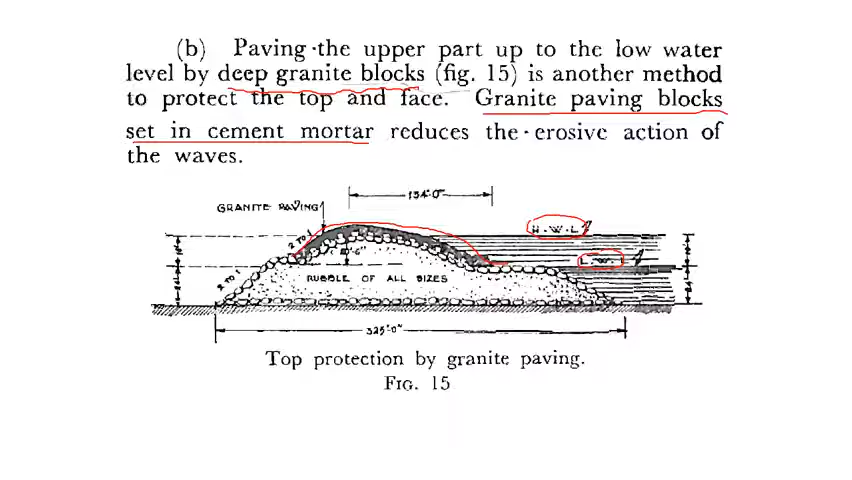 (b) Paving the upper part up to the low water
level by deep granite blocks (fig. 15) is another method
to protect the top and face. Granite paving blocks
set in cement mortar reduces the erosive action of
the waves.
134'-0"
GRANITE PAVING
H.W.L
2 TO 1
L.W.L
2 TO 1
RUBBLE OF ALL SIZES
325'-0"
Top protection by granite paving.
FIG. 15